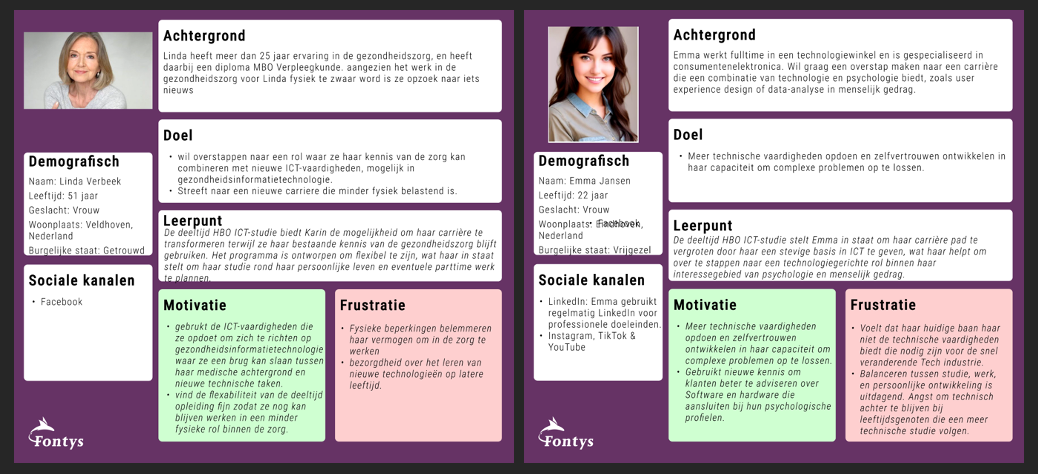 Achtergrond
Linda heeft meer dan 25 jaar ervaring in de gezondheidszorg, en heeft
daarbij een diploma MBO Verpleegkunde. aangezien het werk in de
gezondheidszorg voor Linda fysiek te zwaar word is ze opzoek naar iets
nieuws
Doel
• wil overstappen naar een rol waar ze haar kennis van de zorg kan
combineren met nieuwe ICT-vaardigheden, mogelijk in
gezondheidsinformatietechnologie.
• Streeft naar een nieuwe carriere die minder fysiek belastend is.
Demografisch
Naam: Linda Verbeek
Leeftijd: 51 jaar
Geslacht: Vrouw
Woonplaats: Veldhoven,
Nederland
Burgelijke staat: Getrouwd
Leerpunt
De deeltijd HBO ICT-studie biedt Karin de mogelijkheid om haar carrière te
transformeren terwijl ze haar bestaande kennis van de gezondheidszorg blijft
gebruiken. Het programma is ontworpen om flexibel te zijn, wat haar in staat
stelt om haar studie rond haar persoonlijke leven en eventuele parttime werk
te plannen.
Sociale kanalen
• Facebook
Motivatie
• gebrukt de ICT-vaardigheden die
ze opdoet om zich te richten op
gezondheidsinformatietechnologie
waar ze een brug kan slaan tussen
haar medische achtergrond en
nieuwe technische taken.
• vind de flexabiliteit van de deeltijd
opleiding fijn zodat ze nog kan
blijven werken in een minder
fysieke rol binnen de zorg.
Frustratie
• Fysieke beperkingen belemmeren
haar vermogen om in de zorg te
werken
• bezorgdheid over het leren van
nieuwe technologieën op latere
leeftijd.
Fontys
Achtergrond
Emma werkt fulltime in een technologiewinkel en is gespecialiseerd in
consumentenelektronica. Wil graag een overstap maken naar een carrière
die een combinatie van technologie en psychologie biedt, zoals user
experience design of data-analyse in menselijk gedrag.
Doel
• Meer technische vaardigheden opdoen en zelfvertrouwen ontwikkelen in
haar capaciteit om complexe problemen op te lossen.
Demografisch
Naam: Emma Jansen
Leeftijd: 22 jaar
Geslacht: Vrouw
Woonplaats: Eindhoven,
• Facebook
Nederland
Burgelijke staat: Vrijgezel
Leerpunt
De deeltijd HBO ICT-studie stelt Emma in staat om haar carrière pad te
vergroten door haar een stevige basis in ICT te geven, wat haar helpt om
over te stappen naar een technologiegerichte rol binnen haar
interessegebied van psychologie en menselijk gedrag.
Sociale kanalen
• LinkedIn: Emma gebruikt
regelmatig LinkedIn voor
professionele doeleinden.
• Instagram, TikTok &
YouTube
Motivatie
• Meer technische vaardigheden
opdoen en zelfvertrouwen
ontwikkelen in haar capaciteit om
complexe problemen op te lossen.
• Gebruikt nieuwe kennis om
klanten beter te adviseren over
Software en hardware die
aansluiten bij hun psychologische
profielen.
Frustratie
• Voelt dat haar huidige baan haar
niet de technische vaardigheden
biedt die nodig zijn voor de snel
veranderende Tech industrie.
• Balanceren tussen studie, werk,
en persoonlijke ontwikkeling is
uitdagend. Angst om technisch
achter te blijven bij
leeftijdsgenoten die een meer
technische studie volgen.
Fontys